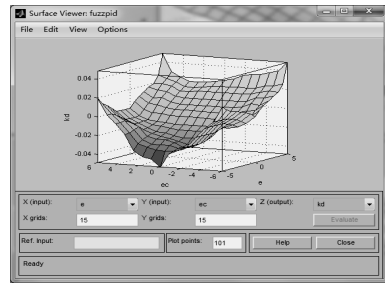 Surface Viewer: fuzzpid
File Edit View Options
0.04
0.02
0
-0.02
-0.04
kd
6 4 2 0 -2 -4 -6 -5 0 5
ec e
X (input): e Y (input): ec Z (output): kd
X grids: 15 Y grids: 15 Evaluate
Ref. Input: Plot points: 101 Help Close
Ready